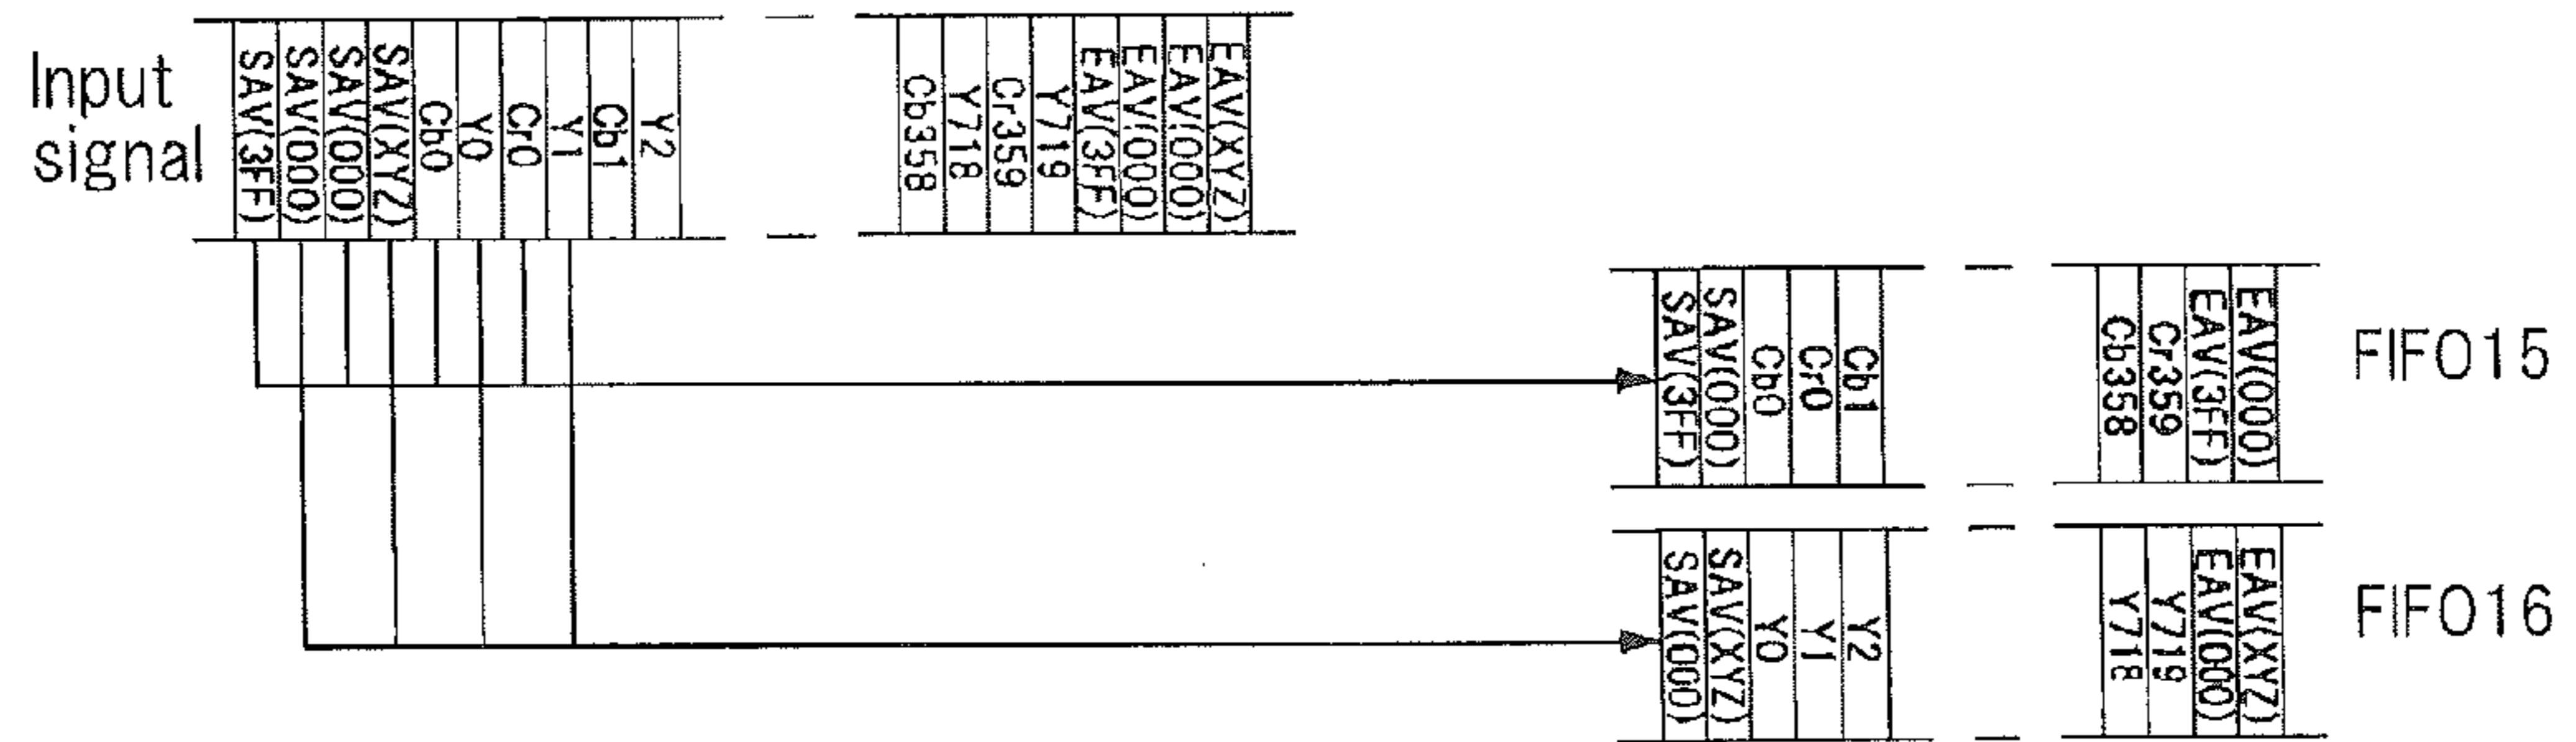 Input
signal
SAV(3FF)
SAV(000)
SAV(000)
SAV(XYZ)
Cb0
Y0
Cr0
Y1
Cb1
Y2
Cb358
Y718
Cr359
Y719
EAV(3FF)
EAV(000)
EAV(000)
EAV(XYZ)
SAV(3FF)
SAV(000)
Cb0
Cr0
Cb1
Cb358
Cr359
EAV(3FF)
EAV(000)
FIFO15
SAV(000)
SAV(XYZ)
Y0
Y1
Y2
Y718
Y719
EAV(000)
EAV(XYZ)
FIFO16